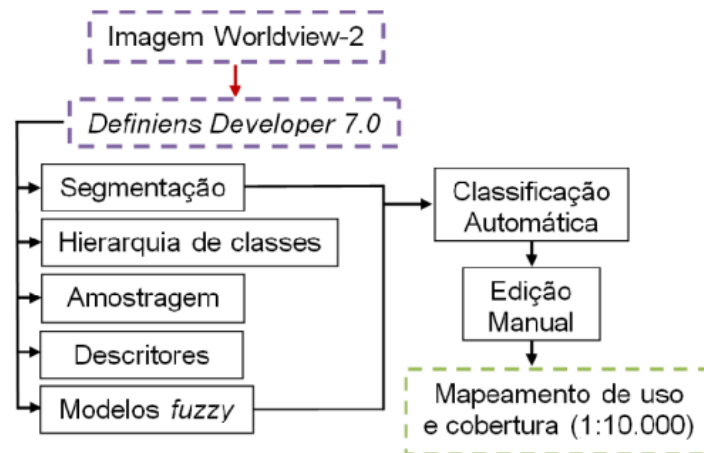 Imagem Worldview-2
Definiens Developer 7.0
Segmentação
Hierarquia de classes
Amostragem
Descritores
Modelos fuzzy
Classificação
Automática
Edição
Manual
Mapeamento de uso
e cobertura (1:10.000)